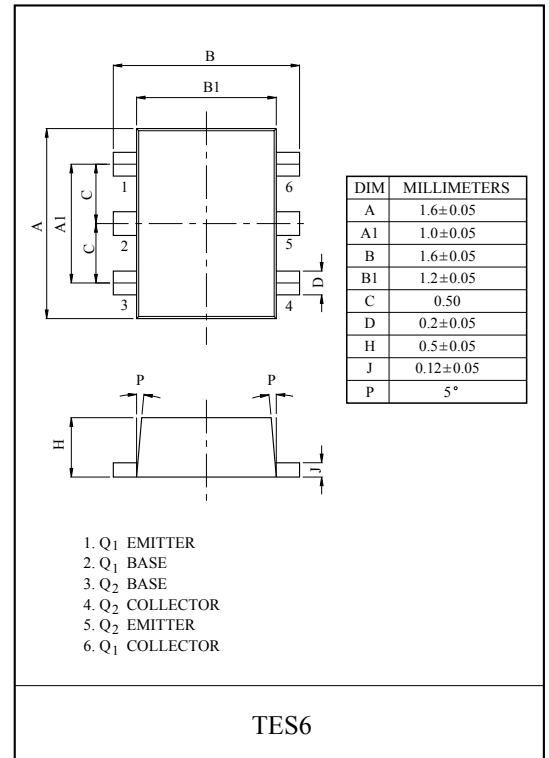 B
B1
1
6
C
A
A1
2
5
C
D
3
4
P
P
H
J
DIM MILLIMETERS
A 1.6±0.05
A1 1.0±0.05
B 1.6±0.05
B1 1.2±0.05
C 0.50
D 0.2±0.05
H 0.5±0.05
J 0.12±0.05
P 5°
1. Q1 EMITTER
2. Q1 BASE
3. Q2 BASE
4. Q2 COLLECTOR
5. Q2 EMITTER
6. Q1 COLLECTOR
TES6